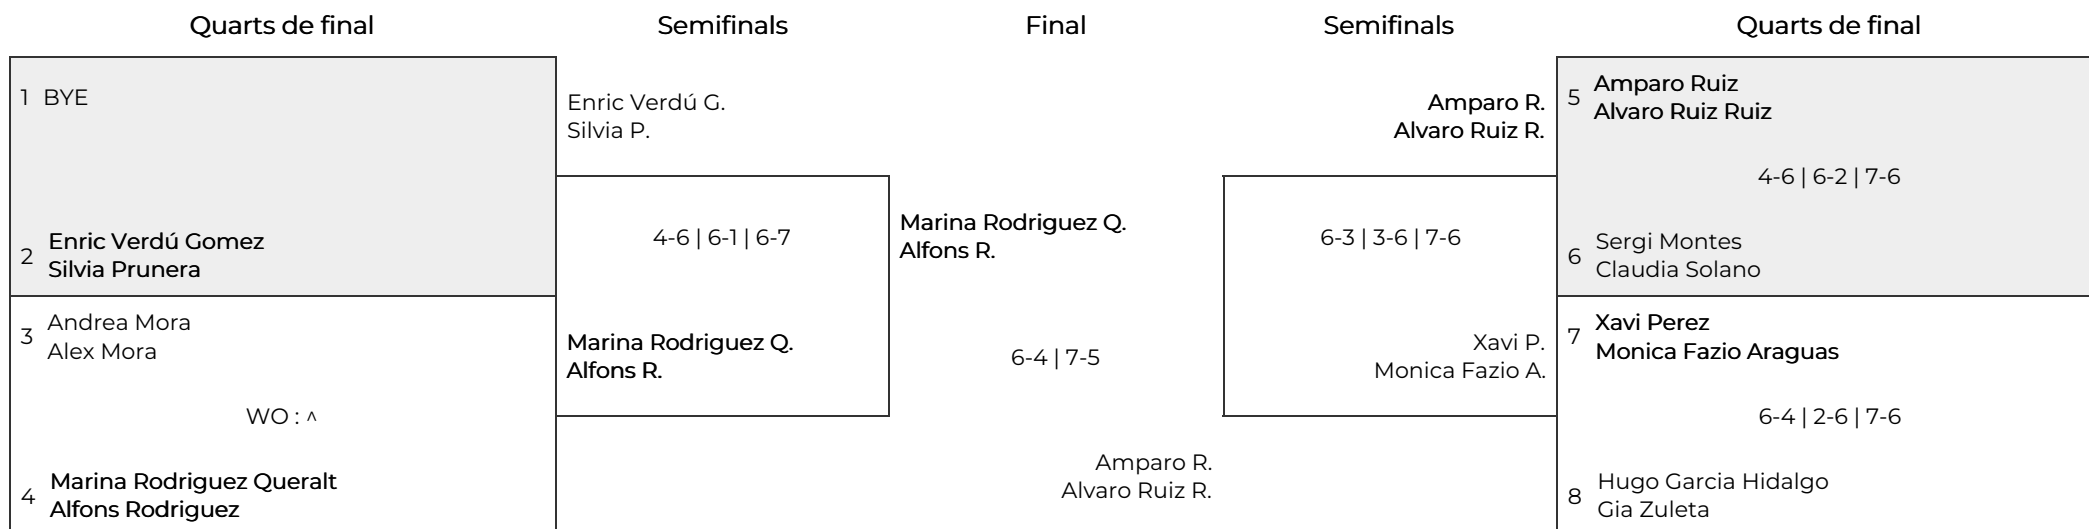 Quarts de final
Semifinals
Final
Semifinals
Quarts de final
1 BYE
2 Enric Verdú Gomez
Silvia Prunera
3 Andrea Mora
Alex Mora
WO : ^
4 Marina Rodriguez Queralt
Alfons Rodriguez
Enric Verdú G.
Silvia P.
4-6 | 6-1 | 6-7
Marina Rodriguez Q.
Alfons R.
Marina Rodriguez Q.
Alfons R.
6-4 | 7-5
Amparo R.
Alvaro Ruiz R.
Amparo R.
Alvaro Ruiz R.
6-3 | 3-6 | 7-6
Xavi P.
Monica Fazio A.
5 Amparo Ruiz
Alvaro Ruiz Ruiz
4-6 | 6-2 | 7-6
6 Sergi Montes
Claudia Solano
7 Xavi Perez
Monica Fazio Araguas
6-4 | 2-6 | 7-6
8 Hugo Garcia Hidalgo
Gia Zuleta